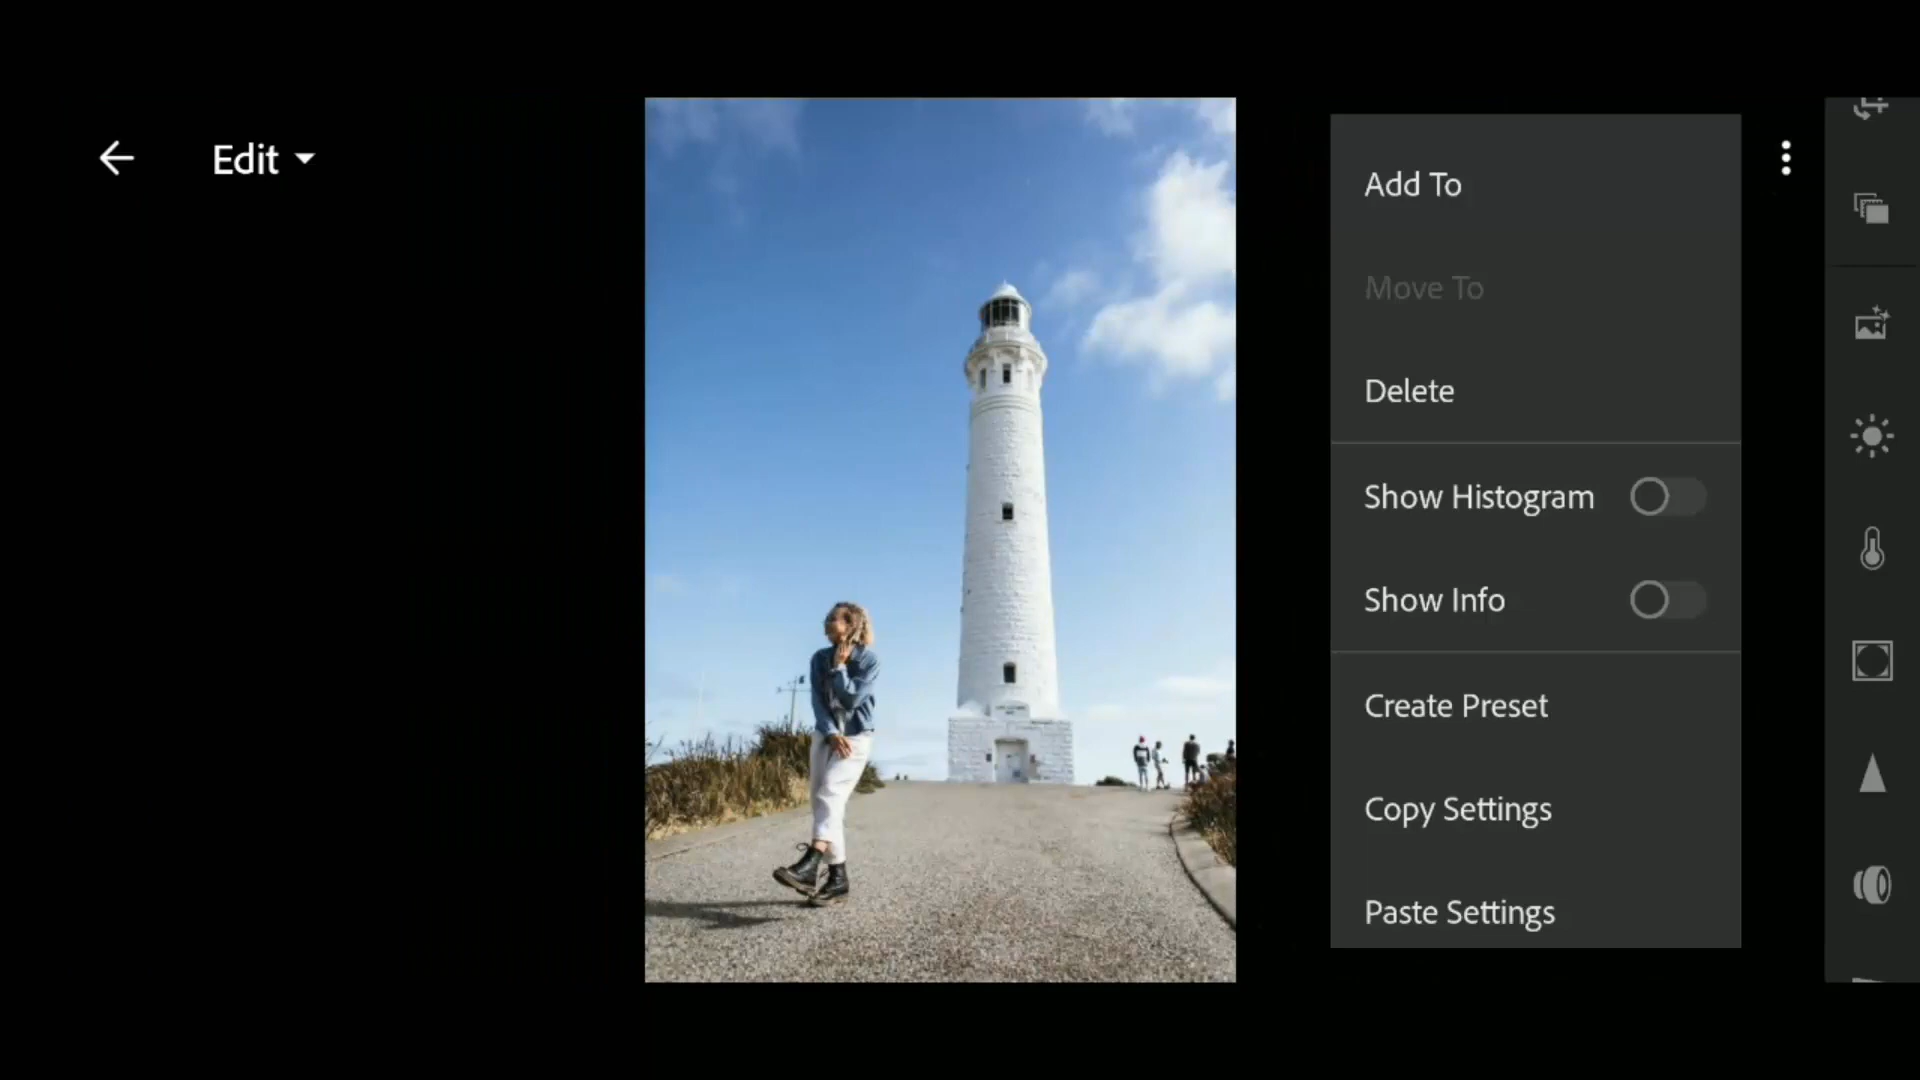 Edit
Add To
Move To
Delete
Show Histogram
Show Info
Create Preset
Copy Settings
Paste Settings